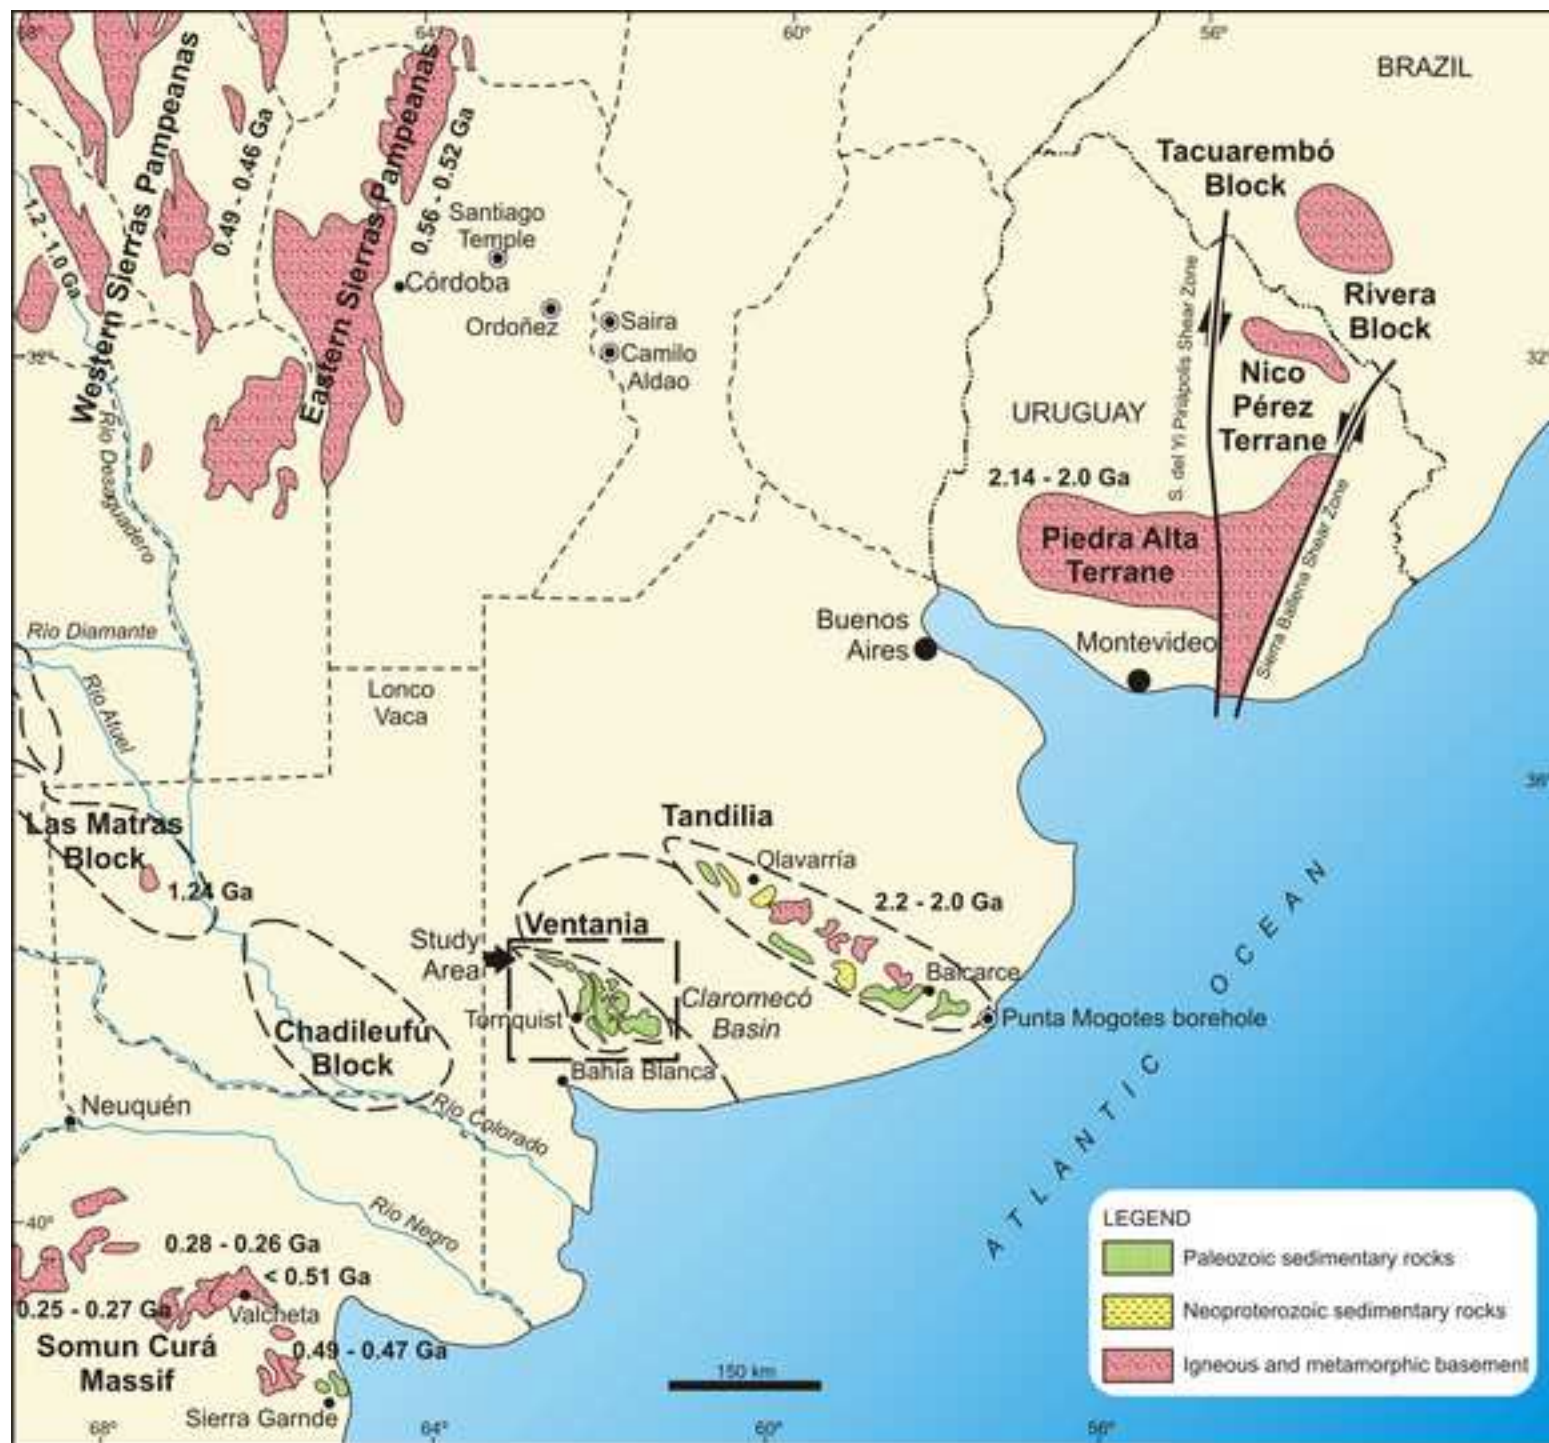 68°
64°
60°
56°
BRAZIL
Western Sierras Pampeanas
Eastern Sierras Pampeanas
1.2 - 1.0 Ga
0.49 - 0.46 Ga
0.56 - 0.52 Ga
Santiago
Temple
Córdoba
Ordoñez
Saira
Camilo
Aldao
Tacuarembó
Block
Rivera
Block
Nico
Pérez
Terrane
S. del Yi Piriápolis Shear Zone
Sierra Ballena Shear Zone
URUGUAY
32°
32°
2.14 - 2.0 Ga
Piedra Alta
Terrane
Río Desaguadero
Río Diamante
Río Atuel
Buenos
Aires
Montevideo
Lonco
Vaca
36°
Las Matras
Block
1.24 Ga
Tandilia
Olavarría
2.2 - 2.0 Ga
Ventania
Study
Area
Balcarce
Claromecó
Basin
Tornquist
Punta Mogotes borehole
Chadileufú
Block
Bahía Blanca
Neuquén
Río Colorado
Río Negro
ATLANTIC OCEAN
40°
0.28 - 0.26 Ga
< 0.51 Ga
0.25 - 0.27 Ga
Valcheta
Somun Curá
Massif
0.49 - 0.47 Ga
Sierra Garnde
150 km
LEGEND
Paleozoic sedimentary rocks
Neoproterozoic sedimentary rocks
Igneous and metamorphic basement
68°
64°
60°
56°